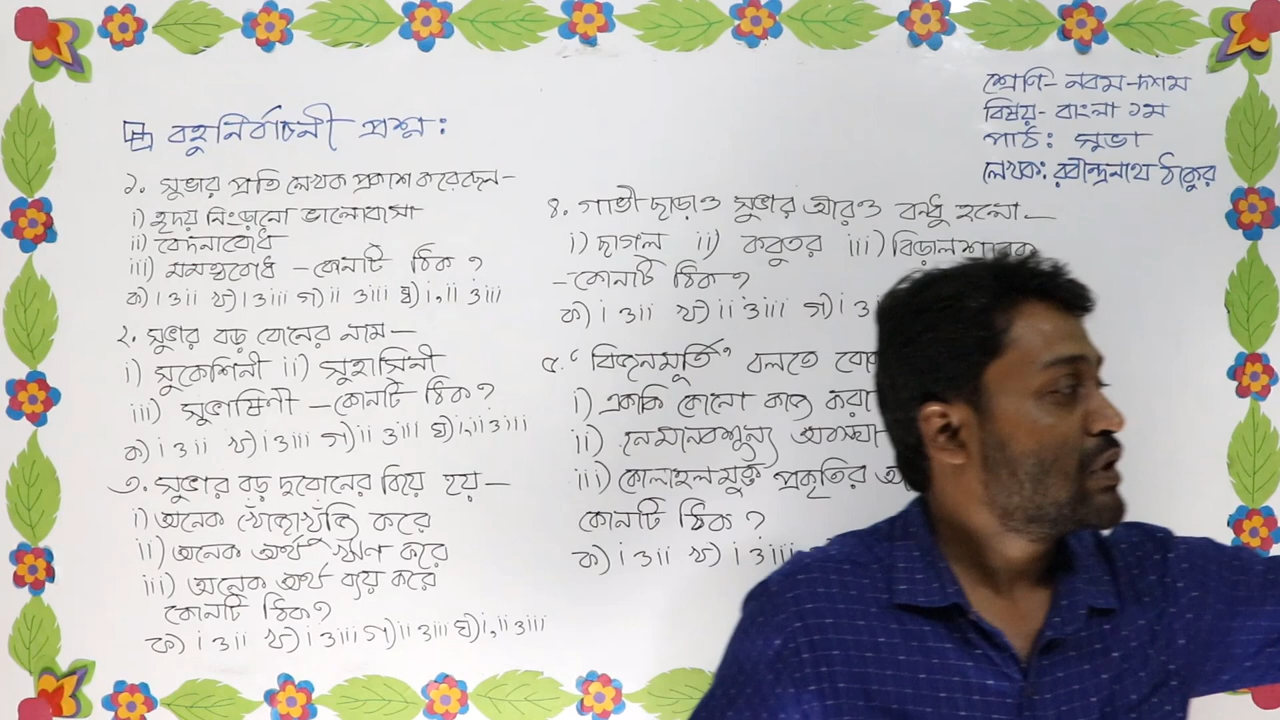 শ্রেণি- নবম-দশম
বিষয়- বাংলা ১ম
পাঠ: সুভা
লেখক: রবীন্দ্রনাথ ঠাকুর
বহুনির্বাচনী প্রশ্ন:
১. সুভার প্রতি লেখক প্রকাশ করেছেন-
i) হৃদয় নিংড়ানো ভালোবাসা
ii) বেদনাবোধ
iii) মমত্ববোধ - কোনটি ঠিক?
ক) i ও ii খ) i ও iii গ) ii ও iii ঘ) i, ii ও iii
২. সুভার বড় বোনের নাম-
i) সুকেশিনী ii) সুহাসিনী
iii) সুভাষিণী - কোনটি ঠিক?
ক) i ও ii খ) i ও iii গ) ii ও iii ঘ) i, ii ও iii
৩. সুভার বড় দুবোনের বিয়ে হয়-
i) অনেক খোঁজাখুঁজি করে
ii) অনেক অর্থ ঋণ করে
iii) অনেক অর্থ ব্যয় করে
কোনটি ঠিক?
ক) i ও ii খ) i ও iii গ) ii ও iii ঘ) i, ii ও iii
৪. গাভী ছাড়াও সুভার আরও বন্ধু হলো-
i) ছাগল ii) কবুতর iii) বিড়ালশাবক
- কোনটি ঠিক?
ক) i ও ii খ) ii ও iii গ) i ও
৫. 'বিজনমূর্তি' বলতে
i) একাকি কোনো কাজ করা
ii) জনমানবশূন্য অবস্থা
iii) কোলাহলমুক্ত প্রকৃতির
কোনটি ঠিক?
ক) i ও ii খ) i ও iii